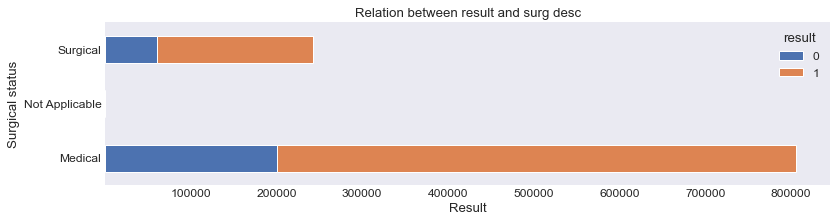 Relation between result and surg desc
result
0
1
Surgical status
Surgical
Not Applicable
Medical
100000 200000 300000 400000 500000 600000 700000 800000
Result